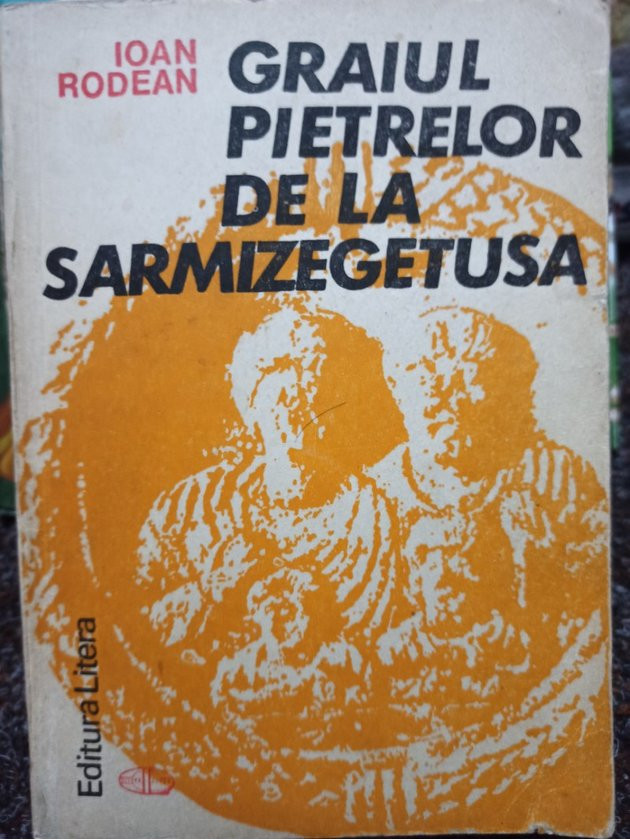 IOAN
RODEAN
GRAIUL
PIETRELOR
DE LA
SARMIZEGETUSA
Editura Litera